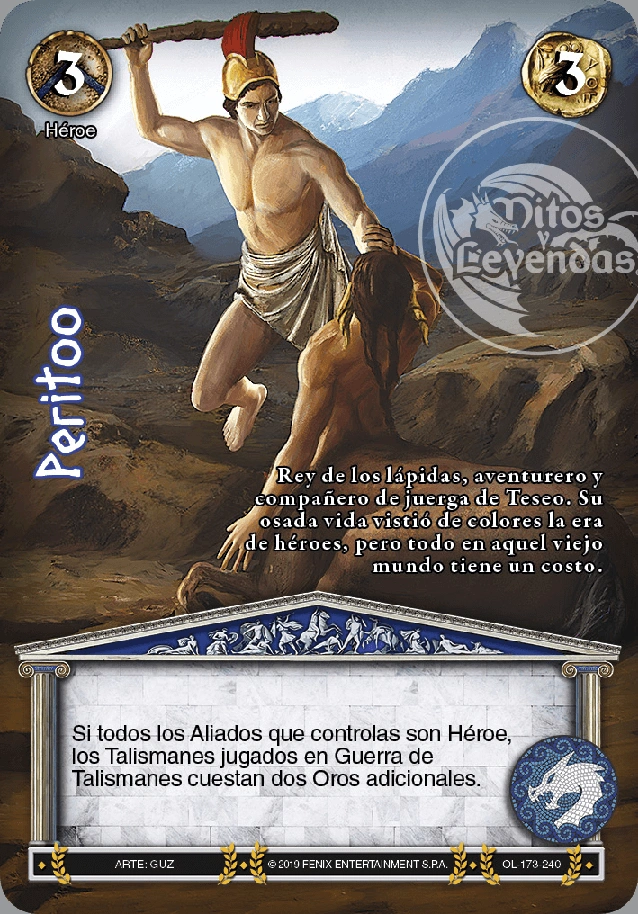 3
3
Héroe
Mitos
y
Leyendas
Peritoo
Rey de los lápidas, aventurero y
compañero de juerga de Teseo. Su
osada vida vistió de colores la era
de héroes, pero todo en aquel viejo
mundo tiene un costo.
Si todos los Aliados que controlas son Héroe,
los Talismanes jugados en Guerra de
Talismanes cuestan dos Oros adicionales.
ARTE: GUZ
© 2019 FENIX ENTERTAINMENT S.P.A.
OL 173-240